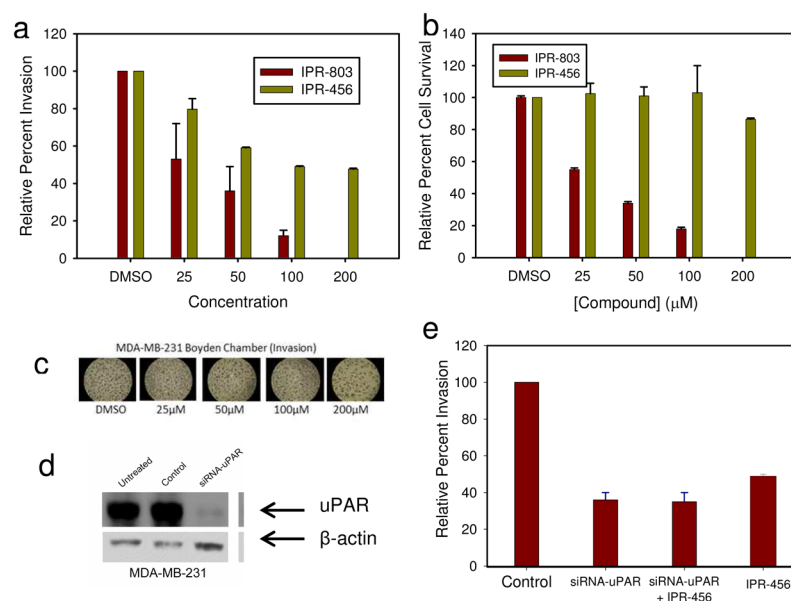 a
120
100
80
60
40
20
0
Relative Percent Invasion
IPR-803
IPR-456
DMSO 25 50 100 200
Concentration
b
140
120
100
80
60
40
20
0
Relative Percent Cell Survival
IPR-803
IPR-456
DMSO 25 50 100 200
[Compound] (μM)
c
MDA-MB-231 Boyden Chamber (Invasion)
DMSO 25μM 50μM 100μM 200μM
d
Untreated Control siRNA-uPAR
uPAR
β-actin
MDA-MB-231
e
120
100
80
60
40
20
0
Relative Percent Invasion
Control siRNA-uPAR siRNA-uPAR IPR-456
+ IPR-456